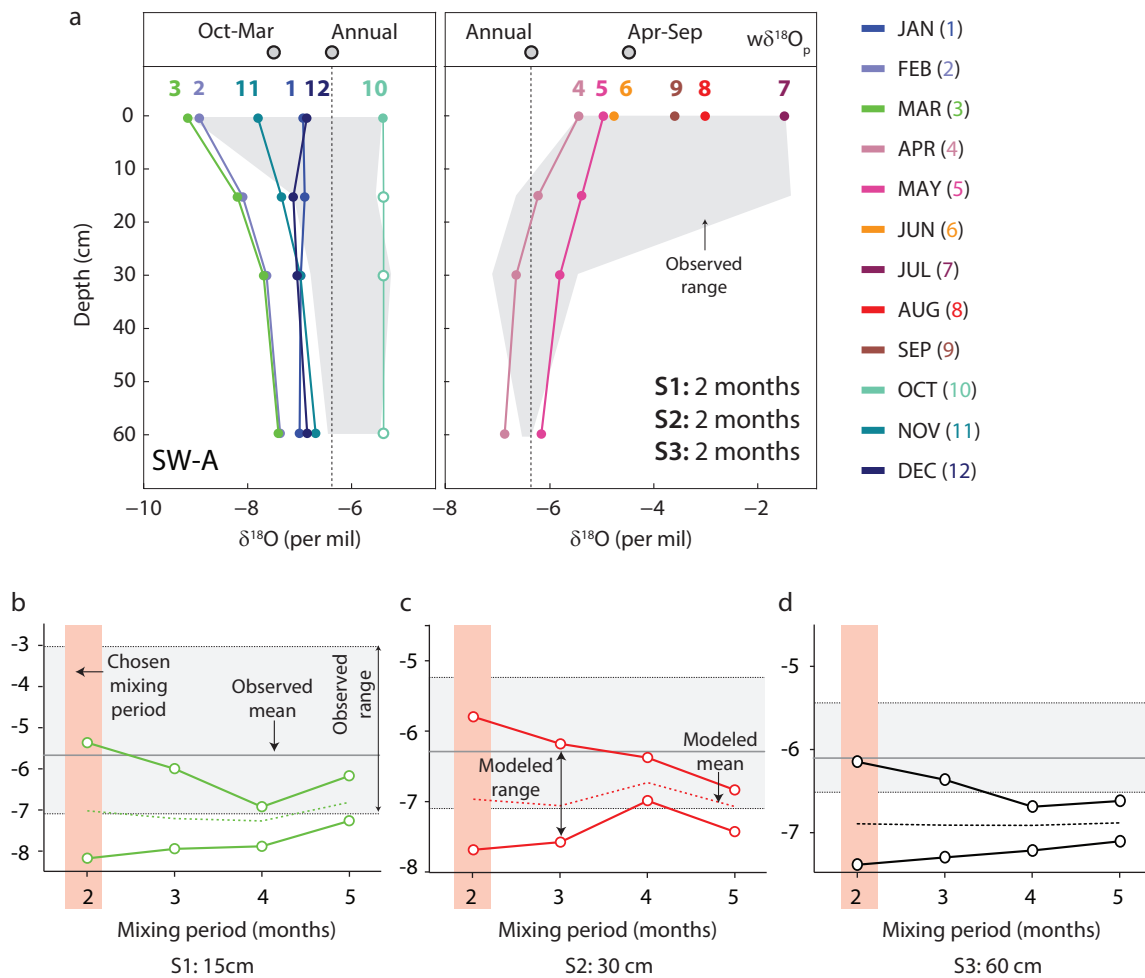 a
Oct-Mar
Annual
Annual
Apr-Sep
wδ¹⁸Oₚ
3 2 11 1 12 10
4 5 6 9 8 7
0
10
20
30
40
50
60
70
Depth (cm)
Observed
range
S1: 2 months
S2: 2 months
S3: 2 months
SW-A
−10 −8 −6
−8 −6 −4 −2
δ¹⁸O (per mil)
δ¹⁸O (per mil)
JAN (1)
FEB (2)
MAR (3)
APR (4)
MAY (5)
JUN (6)
JUL (7)
AUG (8)
SEP (9)
OCT (10)
NOV (11)
DEC (12)
b
-3
-4
-5
-6
-7
-8
Chosen
mixing
period
Observed
mean
Observed
range
2 3 4 5
Mixing period (months)
S1: 15cm
c
-5
-6
-7
-8
Modeled
range
Modeled
mean
2 3 4 5
Mixing period (months)
S2: 30 cm
d
-5
-6
-7
2 3 4 5
Mixing period (months)
S3: 60 cm